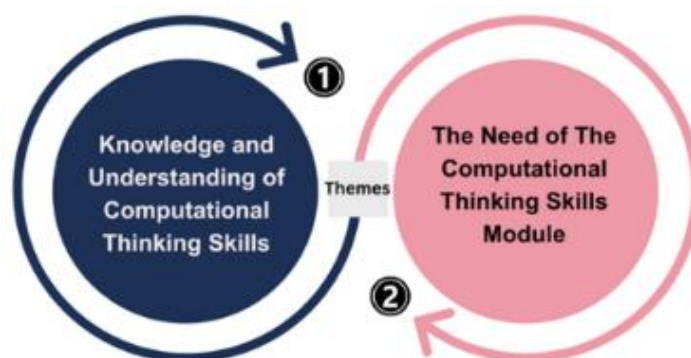 1
Knowledge and
Understanding of
Computational
Thinking Skills
Themes
The Need of The
Computational
Thinking Skills
Module
2